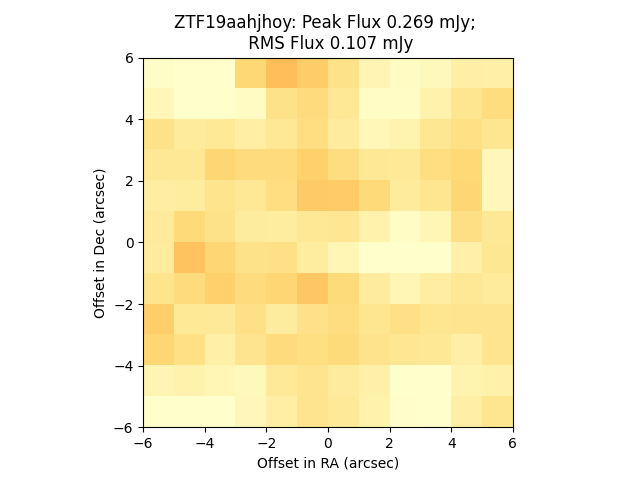 ZTF19aahjhoy: Peak Flux 0.269 mJy;
RMS Flux 0.107 mJy
6
4
2
0
−2
−4
−6
Offset in Dec (arcsec)
−6 −4 −2 0 2 4 6
Offset in RA (arcsec)